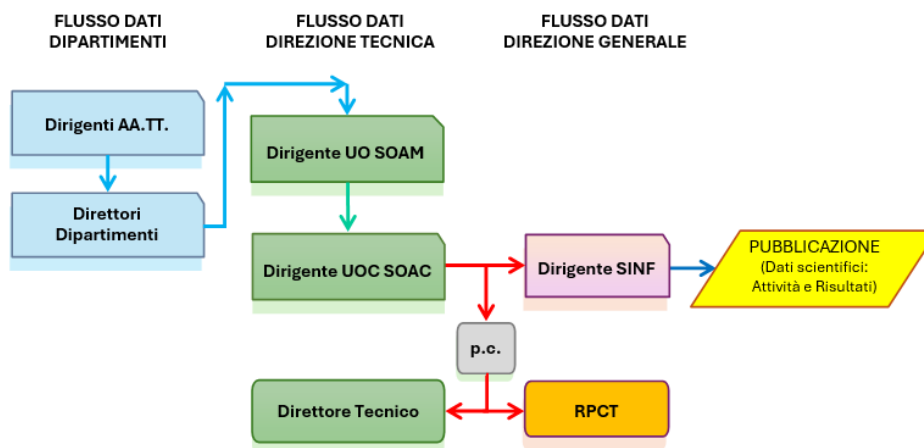 FLUSSO DATI
DIPARTIMENTI
FLUSSO DATI
DIREZIONE TECNICA
FLUSSO DATI
DIREZIONE GENERALE
Dirigenti AA.TT.
Direttori
Dipartimenti
Dirigente UO SOAM
Dirigente UOC SOAC
Dirigente SINF
PUBBLICAZIONE
(Dati scientifici:
Attività e Risultati)
p.c.
Direttore Tecnico
RPCT